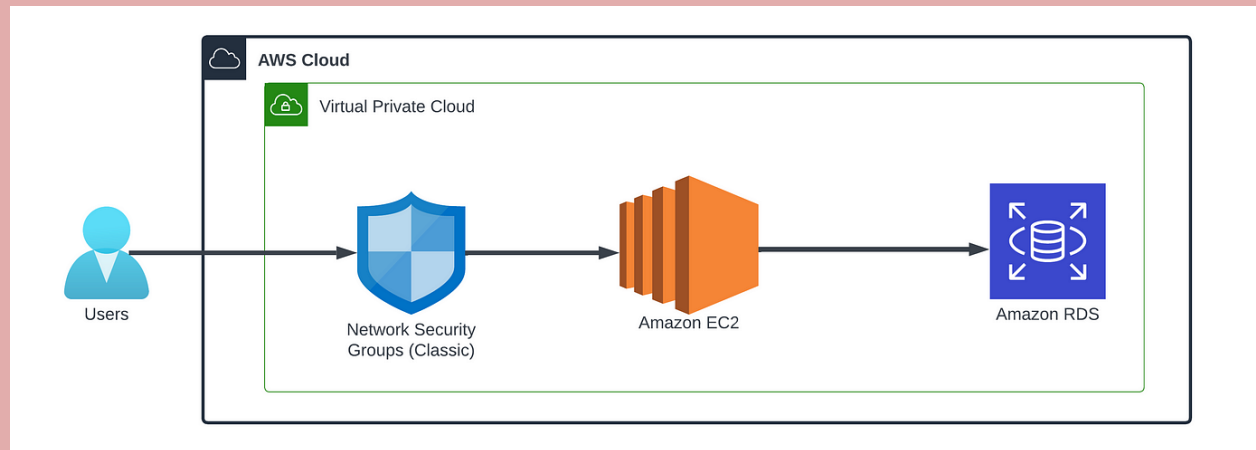 AWS Cloud
Virtual Private Cloud
Users
Network Security
Groups (Classic)
Amazon EC2
Amazon RDS